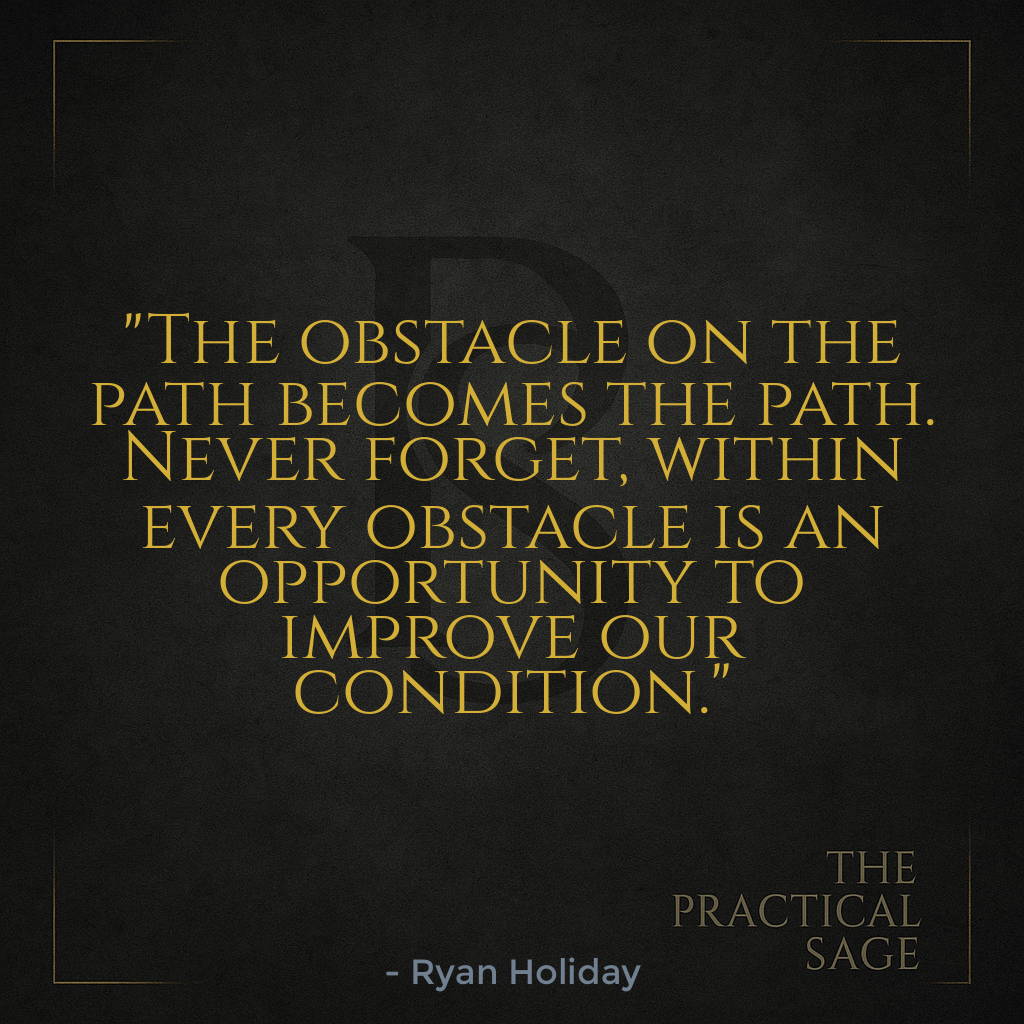 "The obstacle on the
path becomes the path.
Never forget, within
every obstacle is an
opportunity to
improve our
condition."
THE
PRACTICAL
SAGE
- Ryan Holiday